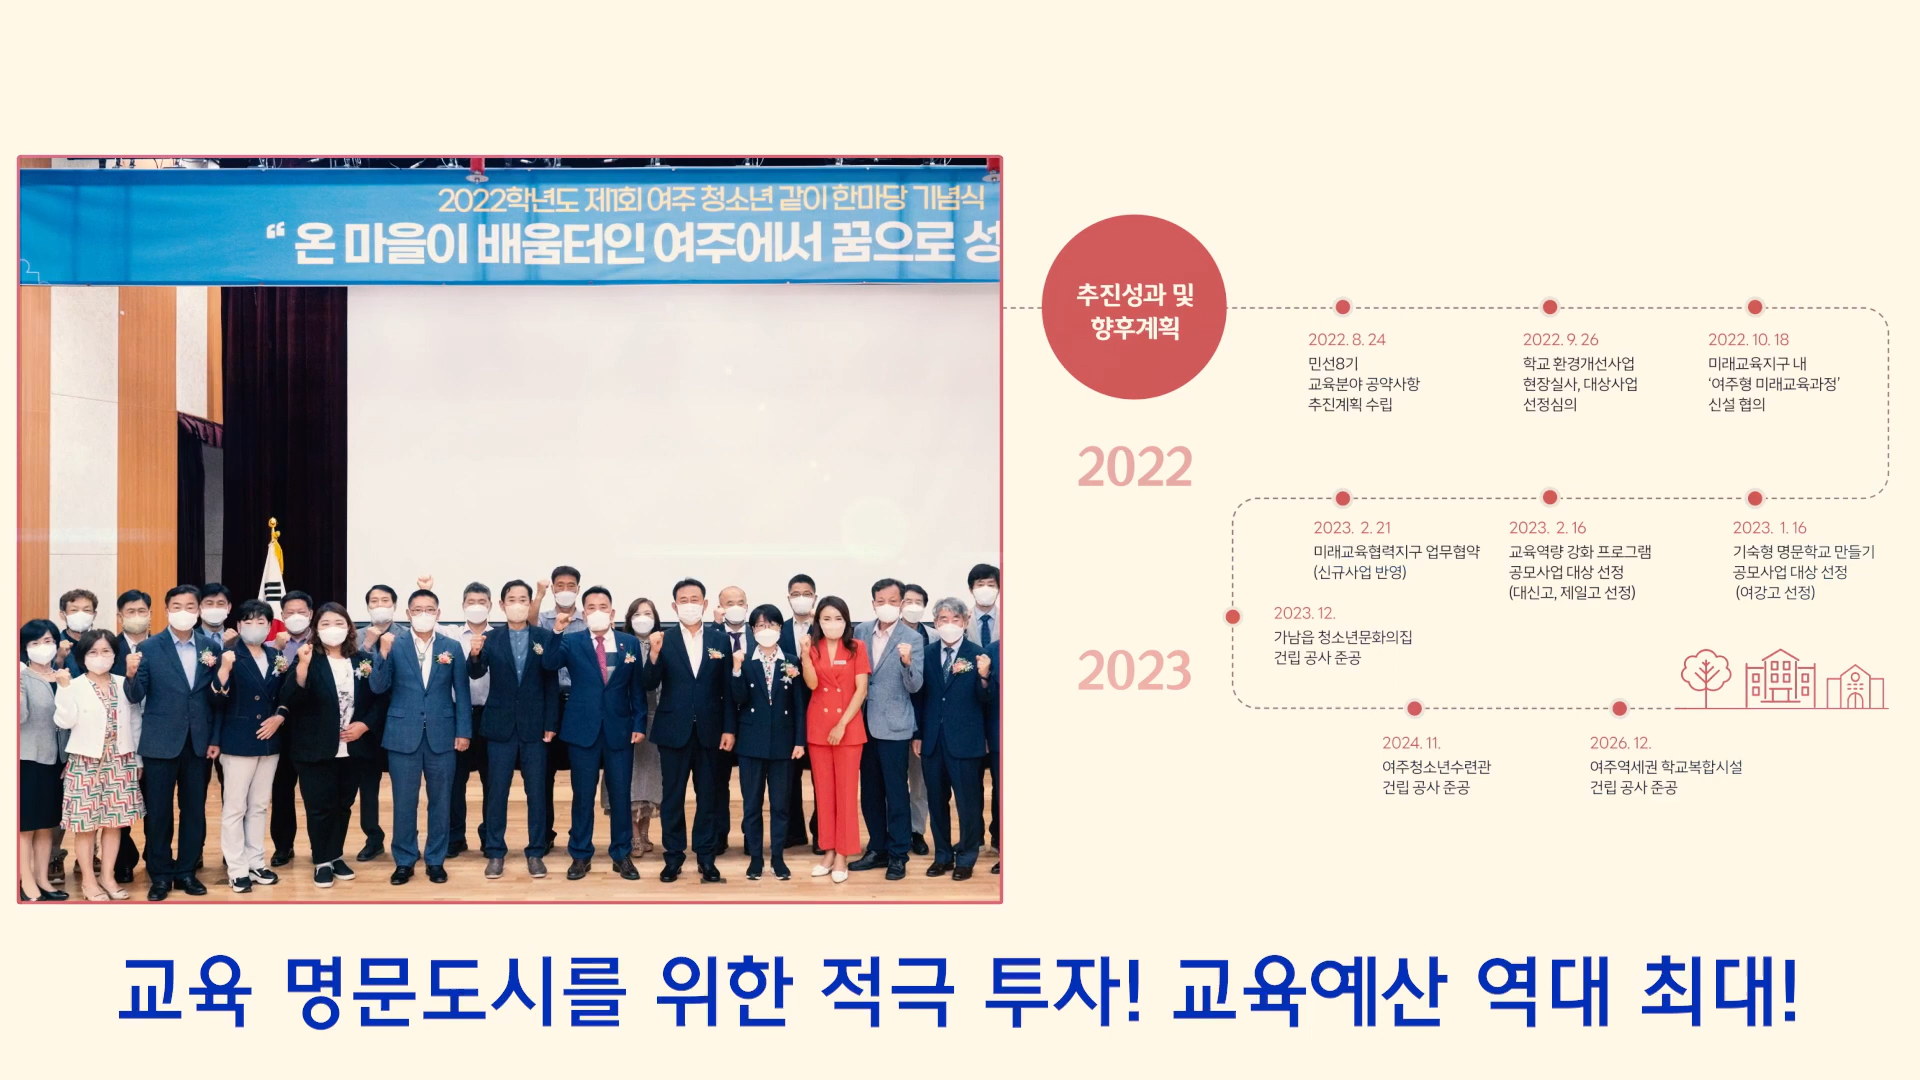 2022학년도 제1회 여주 청소년 같이 한마당 기념식
“ 온 마을이 배움터인 여주에서 꿈으로 성
추진성과 및
향후계획
2022
2022. 8. 24
민선8기
교육분야 공약사항
추진계획 수립
2022. 9. 26
학교 환경개선사업
현장실사, 대상사업
선정심의
2022. 10. 18
미래교육지구 내
‘여주형 미래교육과정’
신설 협의
2023
2023. 1. 16
기숙형 명문학교 만들기
공모사업 대상 선정
(여강고 선정)
2023. 2. 16
교육역량 강화 프로그램
공모사업 대상 선정
(대신고, 제일고 선정)
2023. 2. 21
미래교육협력지구 업무협약
(신규사업 반영)
2023. 12.
가남읍 청소년문화의집
건립 공사 준공
2024. 11.
여주청소년수련관
건립 공사 준공
2026. 12.
여주역세권 학교복합시설
건립 공사 준공
교육 명문도시를 위한 적극 투자! 교육예산 역대 최대!